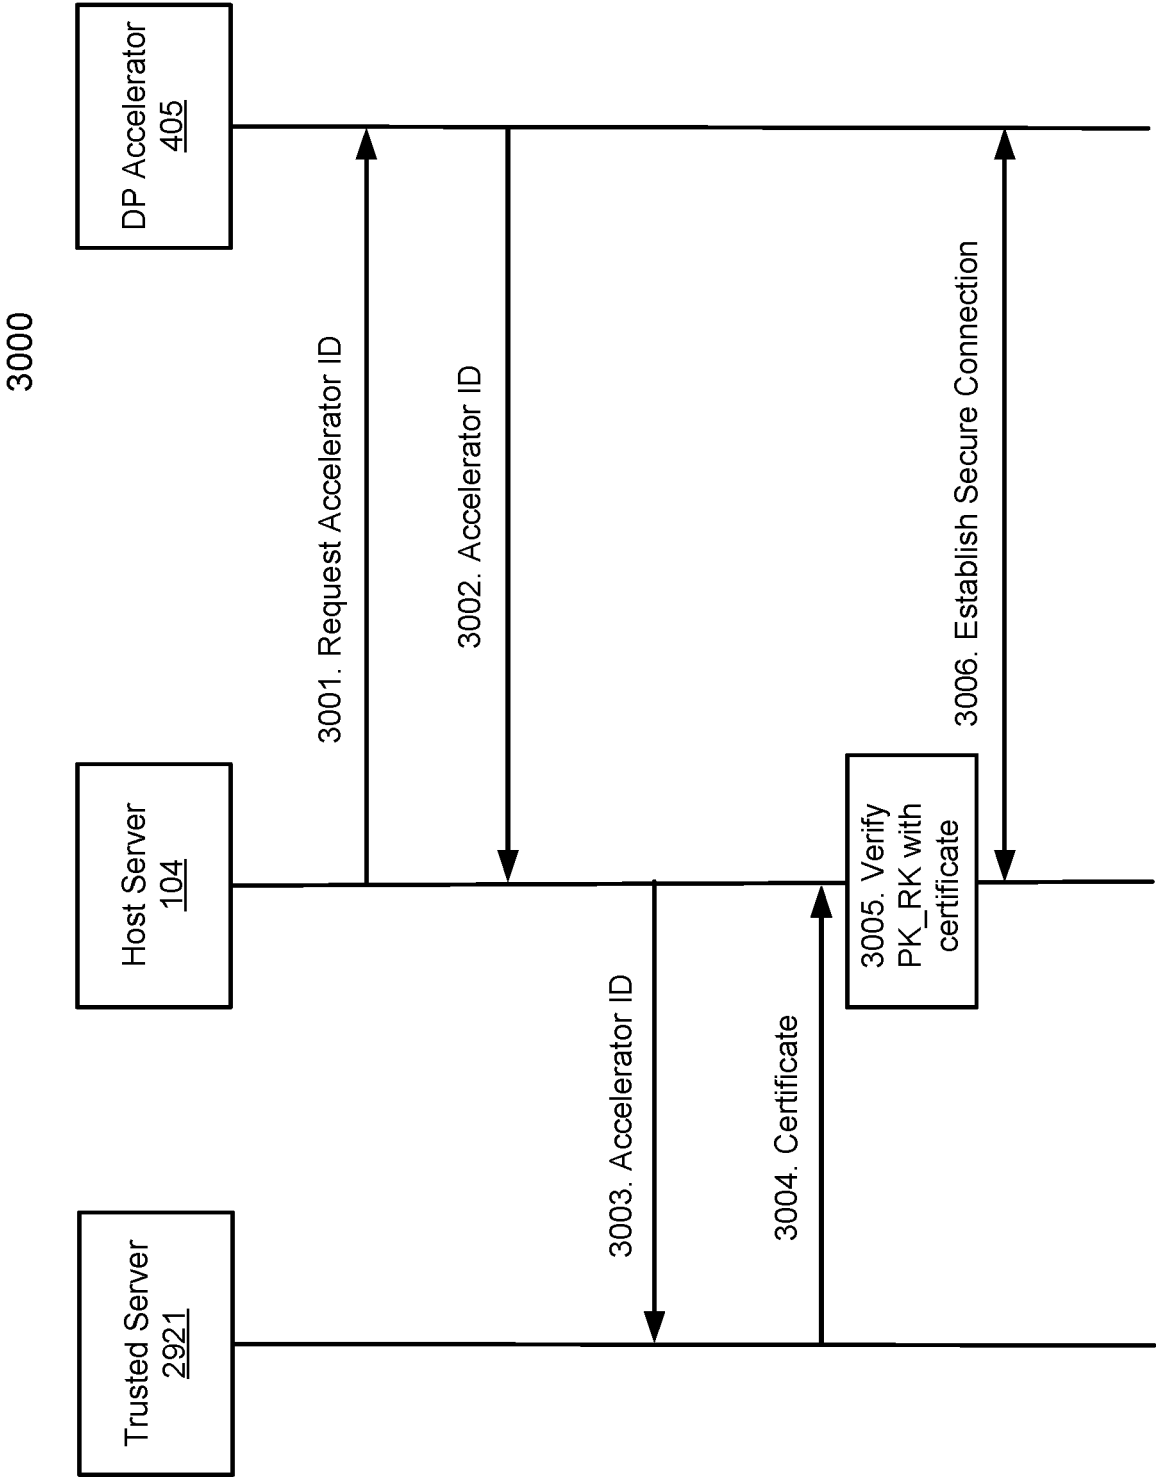 3000
Trusted Server
2921
Host Server
104
DP Accelerator
405
3001. Request Accelerator ID
3002. Accelerator ID
3003. Accelerator ID
3004. Certificate
3005. Verify
PK_RK with
certificate
3006. Establish Secure Connection